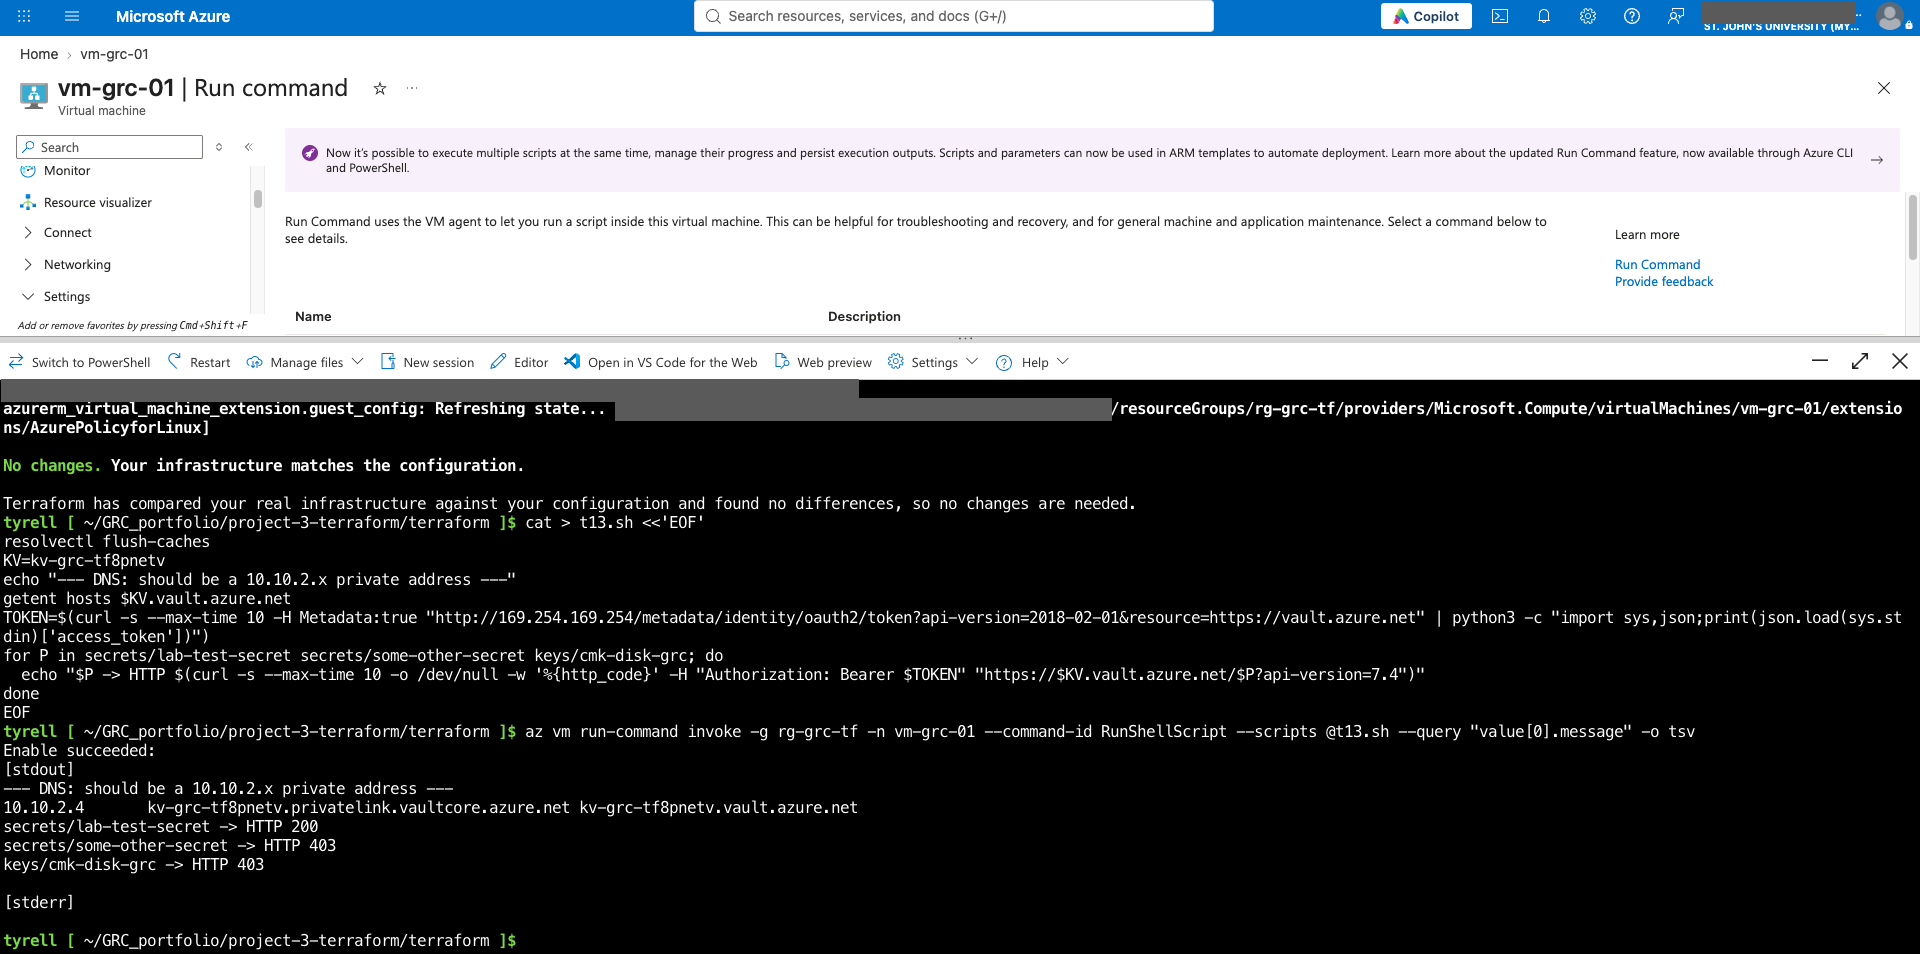 Microsoft Azure
Search resources, services, and docs (G+/)
Copilot
ST. JOHN'S UNIVERSITY (MY...
Home > vm-grc-01
vm-grc-01 | Run command
Virtual machine
Search
Monitor
Resource visualizer
Connect
Networking
Settings
Add or remove favorites by pressing Cmd+Shift+F
Now it's possible to execute multiple scripts at the same time, manage their progress and persist execution outputs. Scripts and parameters can now be used in ARM templates to automate deployment. Learn more about the updated Run Command feature, now available through Azure CLI
and PowerShell.
Run Command uses the VM agent to let you run a script inside this virtual machine. This can be helpful for troubleshooting and recovery, and for general machine and application maintenance. Select a command below to
see details.
Learn more
Run Command
Provide feedback
Name Description
Switch to PowerShell Restart Manage files New session Editor Open in VS Code for the Web Web preview Settings Help
azurerm_virtual_machine_extension.guest_config: Refreshing state... /resourceGroups/rg-grc-tf/providers/Microsoft.Compute/virtualMachines/vm-grc-01/extensio
ns/AzurePolicyforLinux]
No changes. Your infrastructure matches the configuration.
Terraform has compared your real infrastructure against your configuration and found no differences, so no changes are needed.
tyrell [ ~/GRC_portfolio/project-3-terraform/terraform ]$ cat > t13.sh <<'EOF'
resolvectl flush-caches
KV=kv-grc-tf8pnetv
echo "--- DNS: should be a 10.10.2.x private address ---"
getent hosts $KV.vault.azure.net
TOKEN=$(curl -s --max-time 10 -H Metadata:true "http://169.254.169.254/metadata/identity/oauth2/token?api-version=2018-02-01&resource=https://vault.azure.net" | python3 -c "import sys,json;print(json.load(sys.st
din)['access_token'])")
for P in secrets/lab-test-secret secrets/some-other-secret keys/cmk-disk-grc; do
echo "$P -> HTTP $(curl -s --max-time 10 -o /dev/null -w '%{http_code}' -H "Authorization: Bearer $TOKEN" "https://$KV.vault.azure.net/$P?api-version=7.4")"
done
EOF
tyrell [ ~/GRC_portfolio/project-3-terraform/terraform ]$ az vm run-command invoke -g rg-grc-tf -n vm-grc-01 --command-id RunShellScript --scripts @t13.sh --query "value[0].message" -o tsv
Enable succeeded:
[stdout]
--- DNS: should be a 10.10.2.x private address ---
10.10.2.4 kv-grc-tf8pnetv.privatelink.vaultcore.azure.net kv-grc-tf8pnetv.vault.azure.net
secrets/lab-test-secret -> HTTP 200
secrets/some-other-secret -> HTTP 403
keys/cmk-disk-grc -> HTTP 403
[stderr]
tyrell [ ~/GRC_portfolio/project-3-terraform/terraform ]$